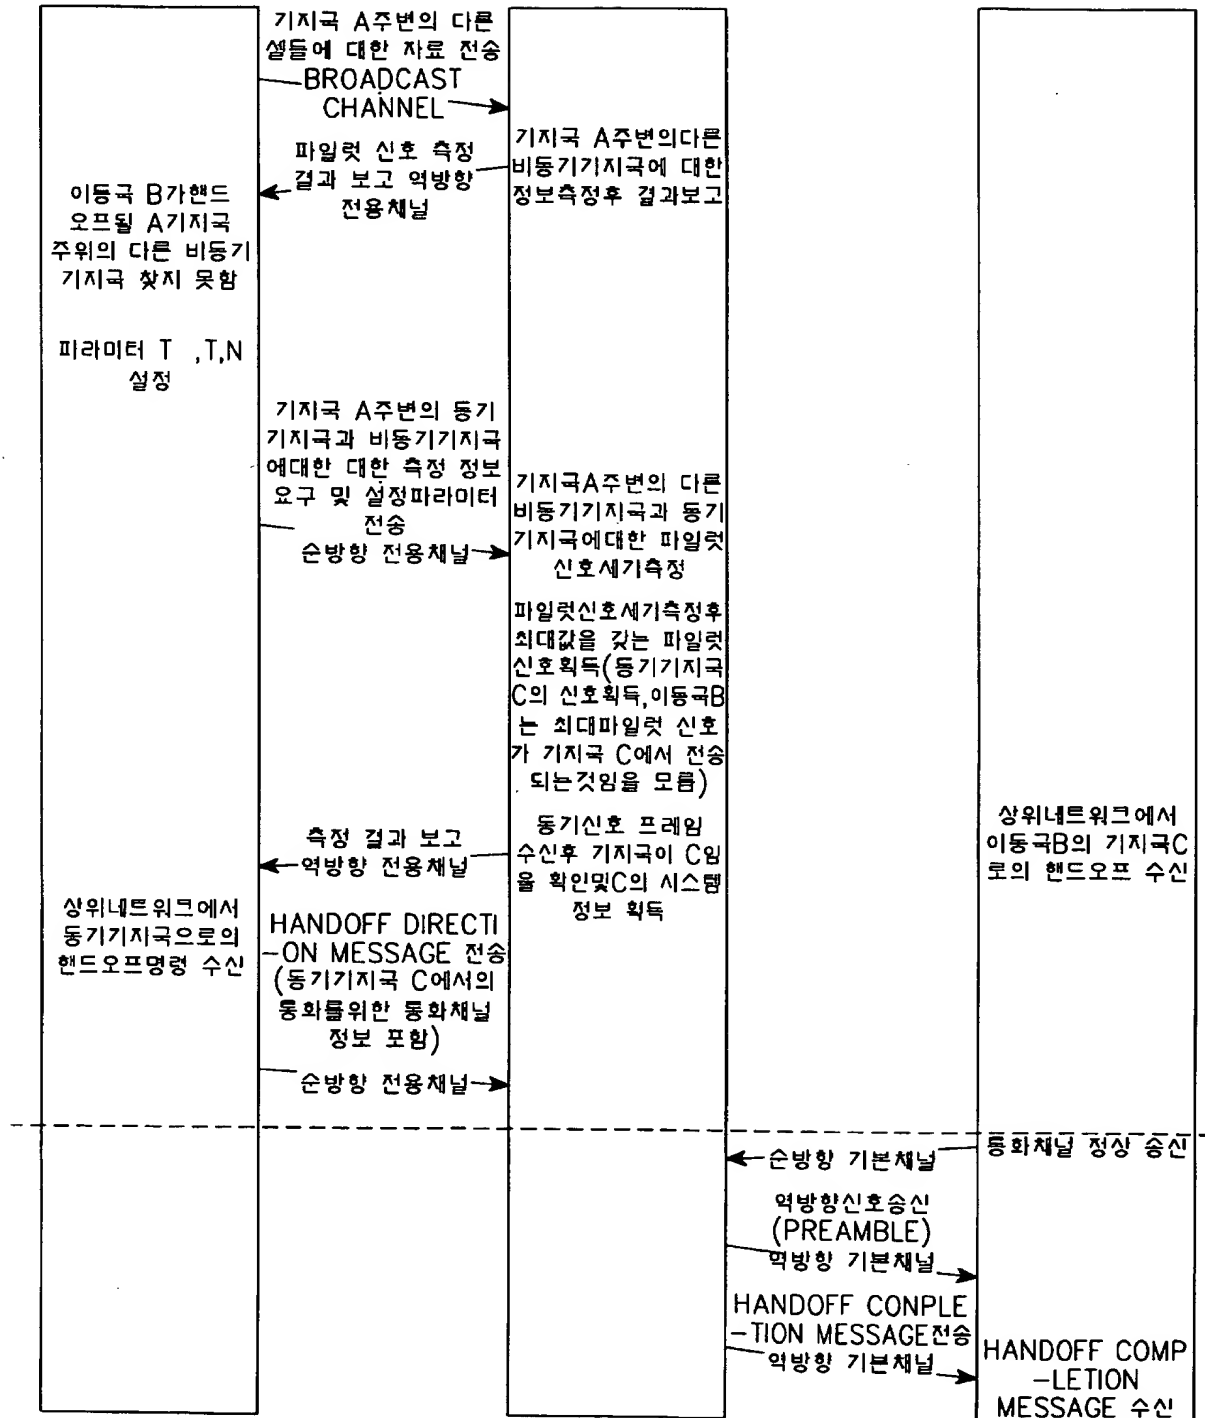 기지국 A주변의 다른
셀들에 대한 자료 전송
BROADCAST
CHANNEL
기지국 A주변의다른
비동기기지국에 대한
정보측정후 결과보고
파일럿 신호 측정
결과 보고 역방향
전용채널
이동국 B가핸드
오프될 A기지국
주위의 다른 비동기
기지국 찾지 못함
파라미터 T ,T,N
설정
기지국 A주변의 동기
기지국과 비동기기지국
에대한 대한 측정 정보
요구 및 설정파라미터
전송
순방향 전용채널
기지국A주변의 다른
비동기기지국과 동기
기지국에대한 파일럿
신호세기측정
파일럿신호세기측정후
최대값을 갖는 파일럿
신호획득(동기기지국
C의 신호획득,이동국B
는 최대파일럿 신호
가 기지국 C에서 전송
되는것임을 모름)
동기신호 프레임
수신후 기지국이 C임
을 확인및C의 시스템
정보 획득
측정 결과 보고
역방향 전용채널
상위네트워크에서
이동국B의 기지국C
로의 핸드오프 수신
상위네트워크에서
동기기지국으로의
핸드오프명령 수신
HANDOFF DIRECTI
-ON MESSAGE 전송
(동기기지국 C에서의
통화를위한 통화채널
정보 포함)
순방향 전용채널
통화채널 정상 송신
순방향 기본채널
역방향신호송신
(PREAMBLE)
역방향 기본채널
HANDOFF CONPLE
-TION MESSAGE전송
역방향 기본채널
HANDOFF COMP
-LETION
MESSAGE 수신